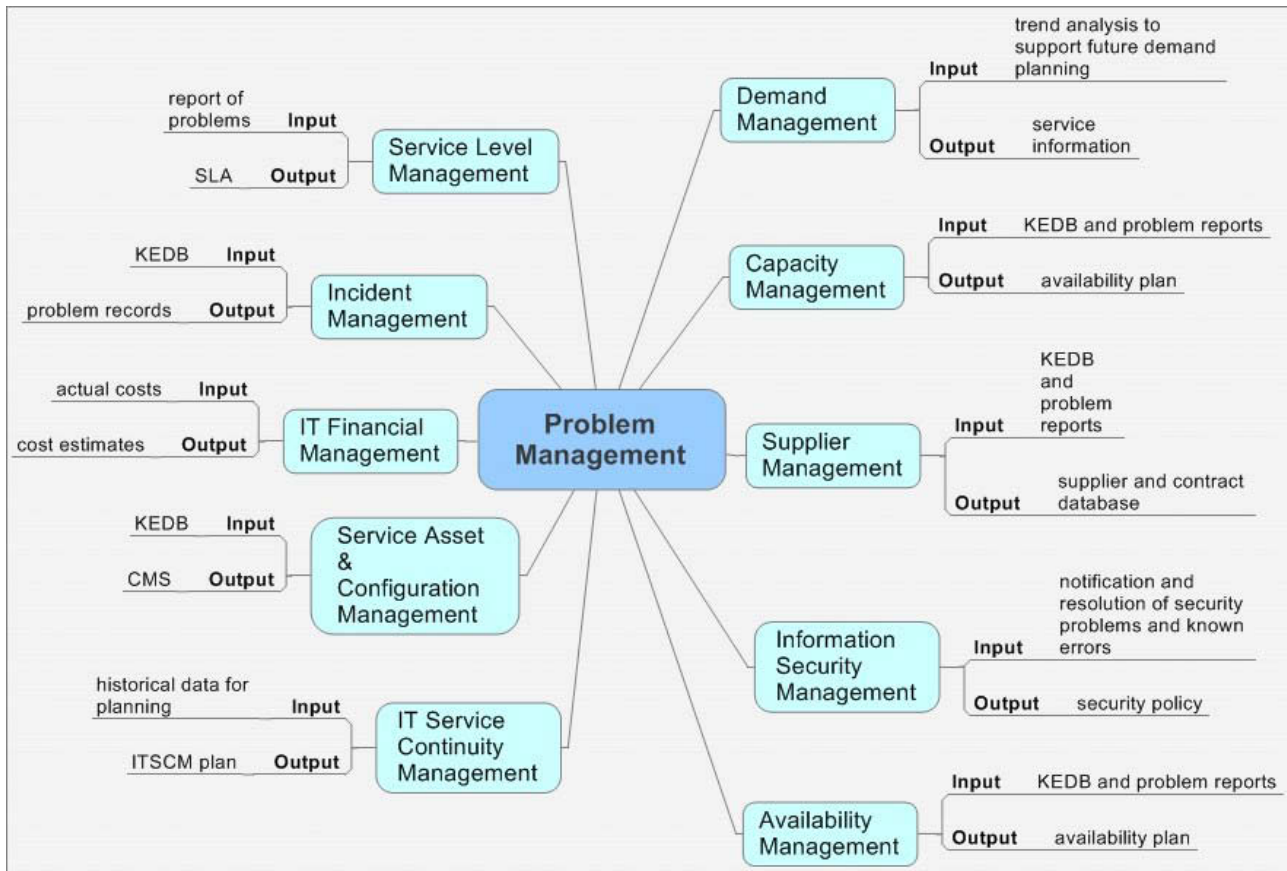 Problem
Management
report of
problems
Input
SLA
Output
Service Level
Management
KEDB
Input
problem records
Output
Incident
Management
actual costs
Input
cost estimates
Output
IT Financial
Management
KEDB
Input
CMS
Output
Service Asset
&
Configuration
Management
historical data for
planning
Input
ITSCM plan
Output
IT Service
Continuity
Management
Demand
Management
Input
trend analysis to
support future demand
planning
Output
service
information
Capacity
Management
Input
KEDB and problem reports
Output
availability plan
Supplier
Management
Input
KEDB
and
problem
reports
Output
supplier and contract
database
Information
Security
Management
Input
notification and
resolution of security
problems and known
errors
Output
security policy
Availability
Management
Input
KEDB and problem reports
Output
availability plan